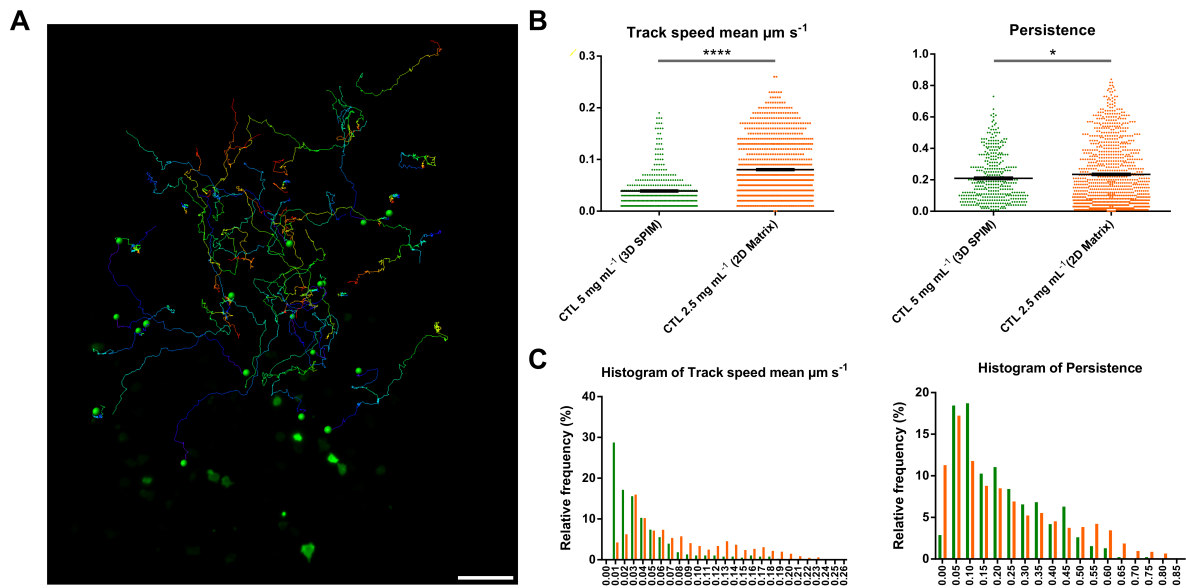 A
B
Track speed mean µm s-1
Persistence
****
*
0.3
0.2
0.1
0.0
1.0
0.8
0.6
0.4
0.2
0.0
CTL 5 mg mL-1 (3D SPIM)
CTL 2.5 mg mL-1 (2D Matrix)
CTL 5 mg mL-1 (3D SPIM)
CTL 2.5 mg mL-1 (2D Matrix)
C
Histogram of Track speed mean µm s-1
Histogram of Persistence
Relative frequency (%)
40
30
20
10
0
0.00 0.01 0.02 0.03 0.04 0.05 0.06 0.07 0.08 0.09 0.10 0.11 0.12 0.13 0.14 0.15 0.16 0.17 0.18 0.19 0.20 0.21 0.22 0.23 0.24 0.25 0.26
Relative frequency (%)
20
15
10
5
0
0.00 0.05 0.10 0.15 0.20 0.25 0.30 0.35 0.40 0.45 0.50 0.55 0.60 0.65 0.70 0.75 0.80 0.85